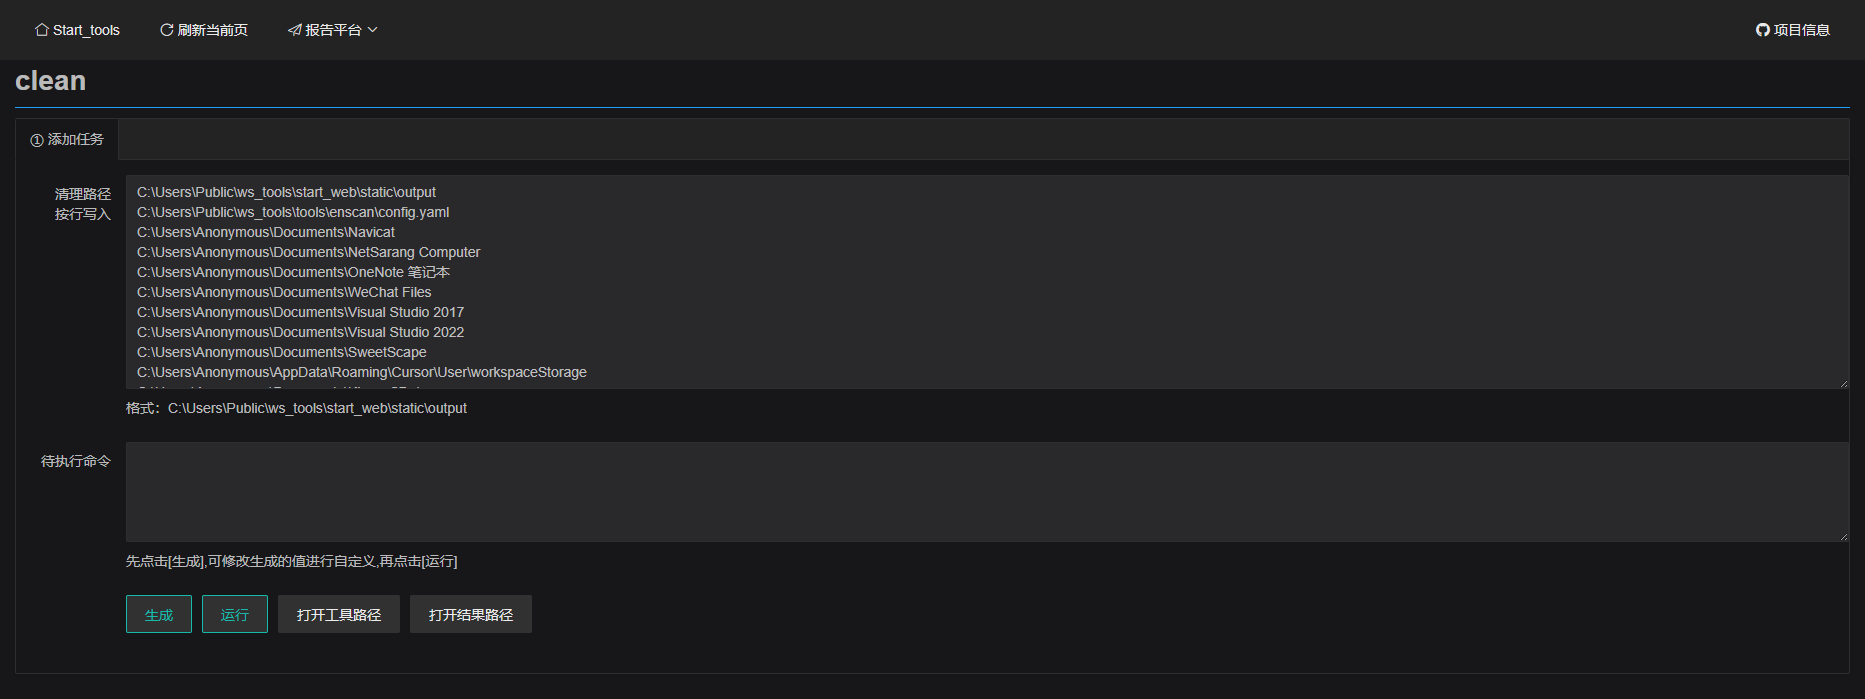 Start_tools 刷新当前页 报告平台 项目信息
clean
① 添加任务
清理路径
按行写入
C:\Users\Public\ws_tools\start_web\static\output
C:\Users\Public\ws_tools\tools\enscan\config.yaml
C:\Users\Anonymous\Documents\Navicat
C:\Users\Anonymous\Documents\NetSarang Computer
C:\Users\Anonymous\Documents\OneNote 笔记本
C:\Users\Anonymous\Documents\WeChat Files
C:\Users\Anonymous\Documents\Visual Studio 2017
C:\Users\Anonymous\Documents\Visual Studio 2022
C:\Users\Anonymous\Documents\SweetScape
C:\Users\Anonymous\AppData\Roaming\Cursor\User\workspaceStorage
格式：C:\Users\Public\ws_tools\start_web\static\output
待执行命令
先点击[生成],可修改生成的值进行自定义,再点击[运行]
生成 运行 打开工具路径 打开结果路径